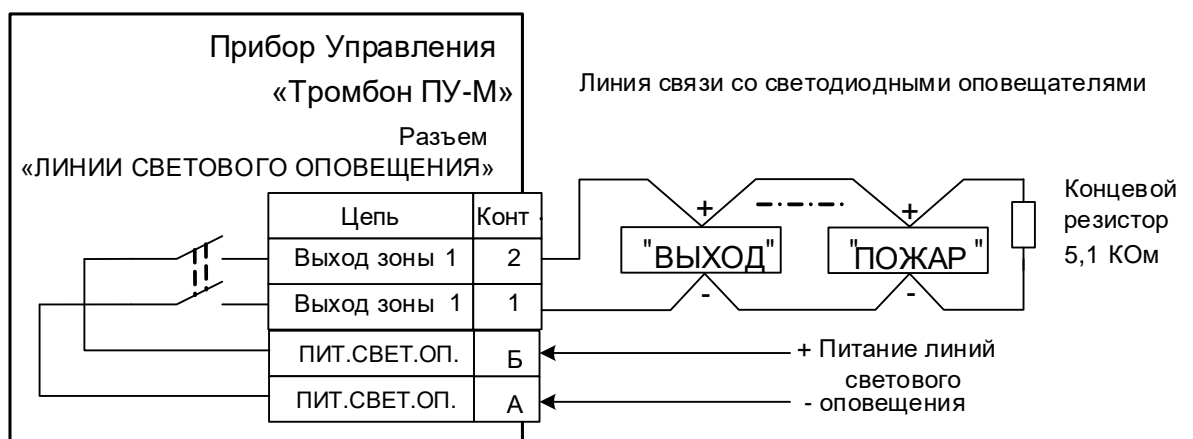 Прибор Управления
«Тромбон ПУ-М»
Разъем
«ЛИНИИ СВЕТОВОГО ОПОВЕЩЕНИЯ»
Линия связи со светодиодными оповещателями
Цепь Конт.
Выход зоны 1 2
Выход зоны 1 1
ПИТ.СВЕТ.ОП. Б
ПИТ.СВЕТ.ОП. А
+ +
"ВЫХОД" "ПОЖАР "
- -
Концевой
резистор
5,1 КОм
+ Питание линий
светового
- оповещения